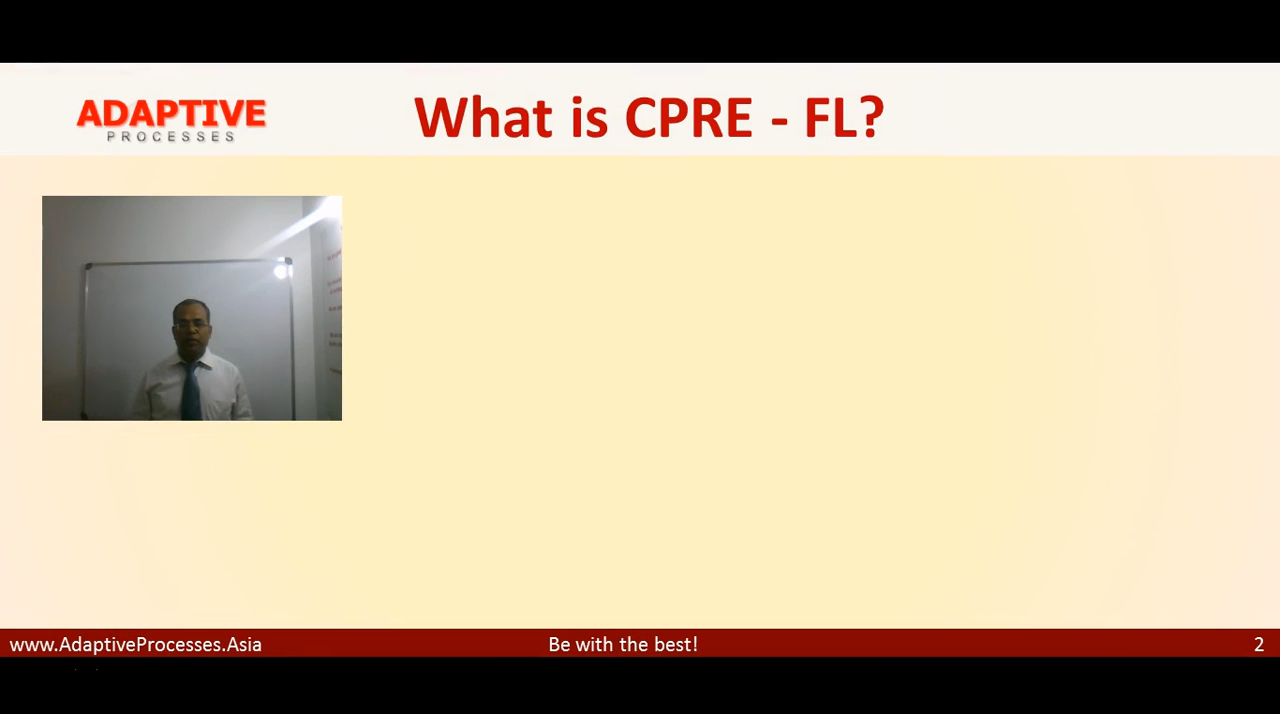 ADAPTIVE
PROCESSES
What is CPRE - FL?
www.AdaptiveProcesses.Asia
Be with the best!
2